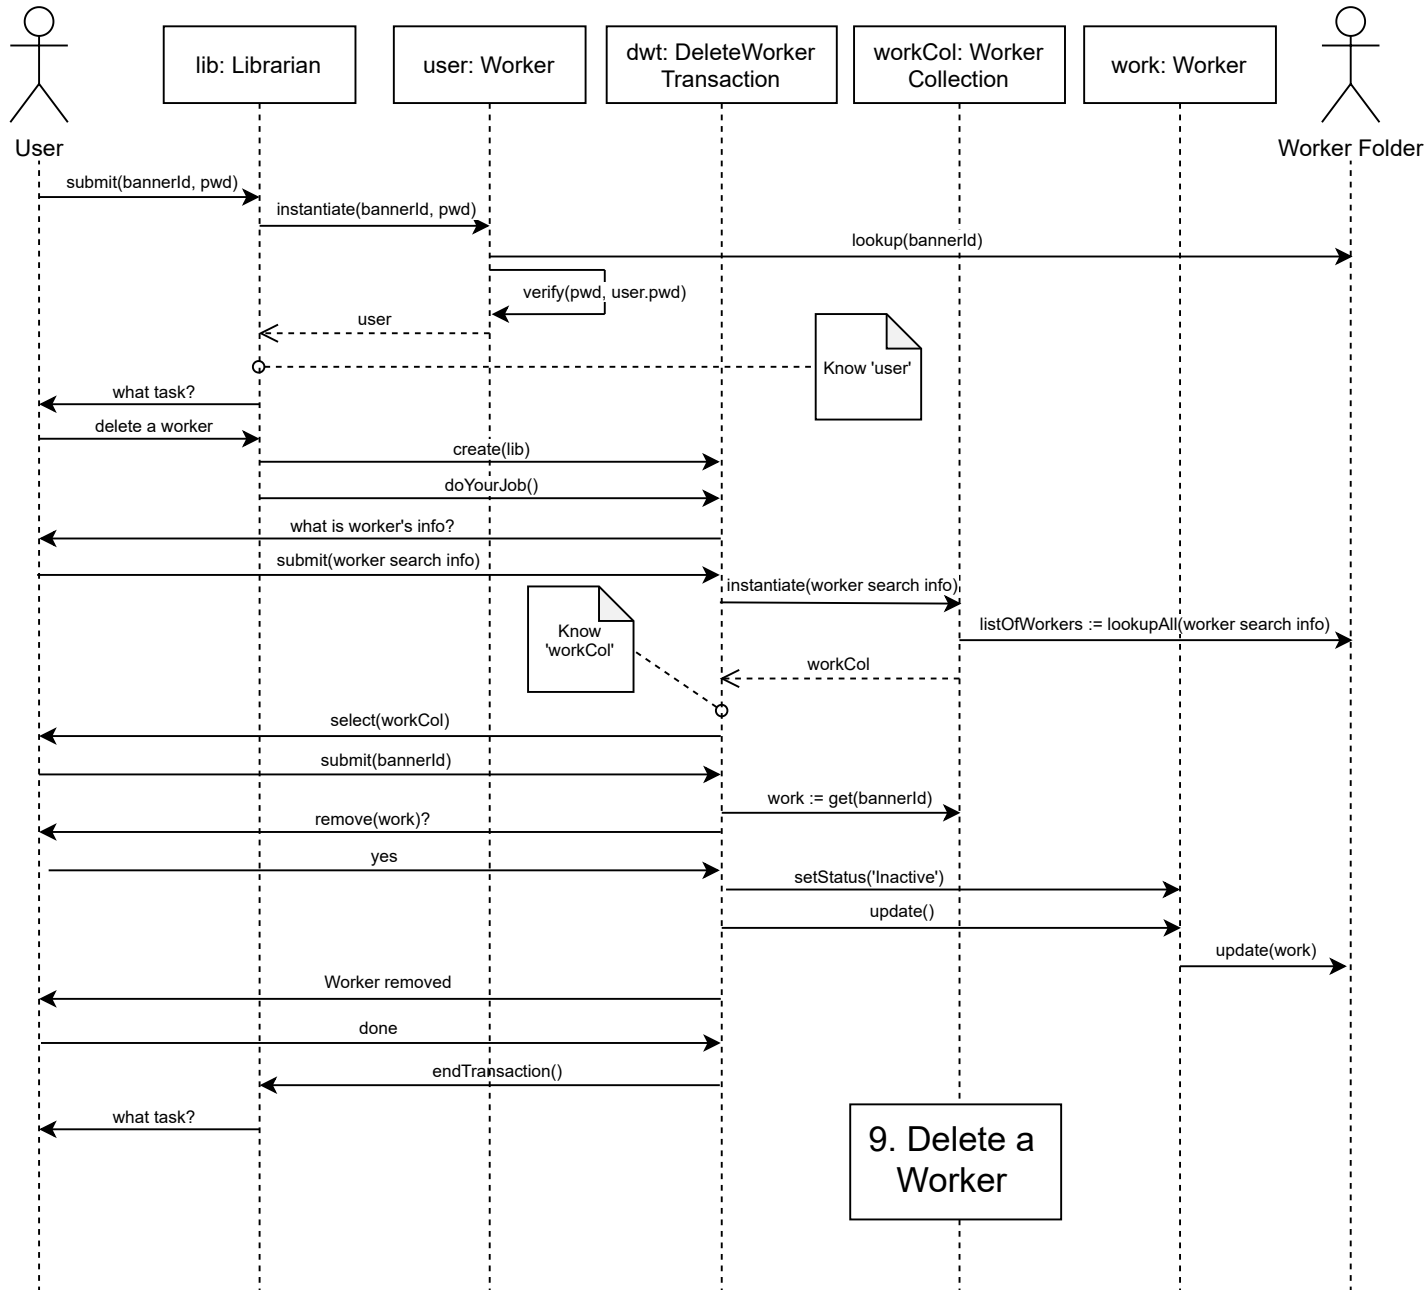 lib: Librarian
user: Worker
dwt: DeleteWorker
Transaction
workCol: Worker
Collection
work: Worker
User
Worker Folder
submit(bannerId, pwd)
instantiate(bannerId, pwd)
lookup(bannerId)
verify(pwd, user.pwd)
user
Know 'user'
what task?
delete a worker
create(lib)
doYourJob()
what is worker's info?
submit(worker search info)
instantiate(worker search info)
listOfWorkers := lookupAll(worker search info)
Know
'workCol'
workCol
select(workCol)
submit(bannerId)
work := get(bannerId)
remove(work)?
yes
setStatus('Inactive')
update()
update(work)
Worker removed
done
endTransaction()
what task?
9. Delete a
Worker